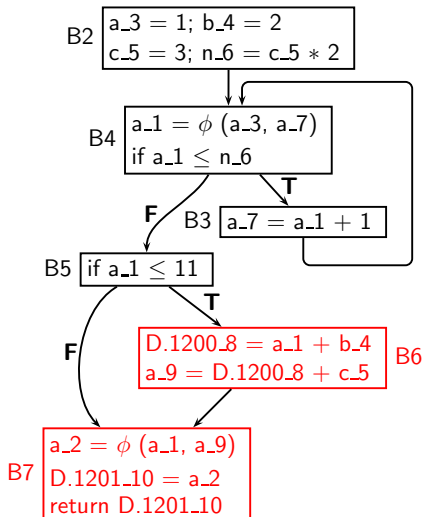 B2
a_3 = 1; b_4 = 2
c_5 = 3; n_6 = c_5 * 2
B4
a_1 = ϕ (a_3, a_7)
if a_1 ≤ n_6
F
T
B3
a_7 = a_1 + 1
B5
if a_1 ≤ 11
F
T
D.1200_8 = a_1 + b_4
a_9 = D.1200_8 + c_5
B6
B7
a_2 = ϕ (a_1, a_9)
D.1201_10 = a_2
return D.1201_10